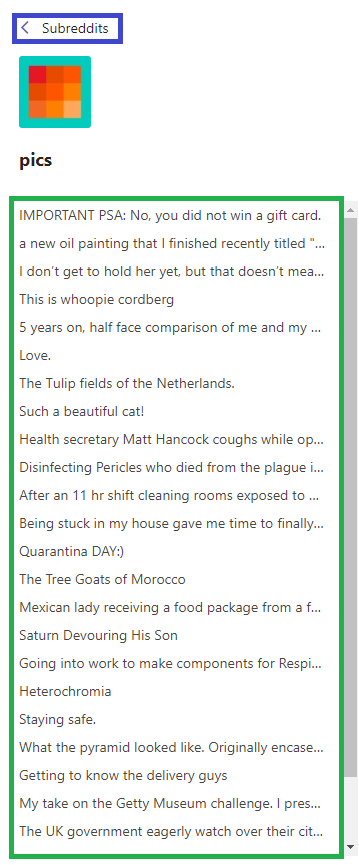 Subreddits
pics
IMPORTANT PSA: No, you did not win a gift card.
a new oil painting that I finished recently titled "...
I don't get to hold her yet, but that doesn't mea...
This is whoopie cordberg
5 years on, half face comparison of me and my ...
Love.
The Tulip fields of the Netherlands.
Such a beautiful cat!
Health secretary Matt Hancock coughs while op...
Disinfecting Pericles who died from the plague i...
After an 11 hr shift cleaning rooms exposed to ...
Being stuck in my house gave me time to finally...
Quarantina DAY:)
The Tree Goats of Morocco
Mexican lady receiving a food package from a f...
Saturn Devouring His Son
Going into work to make components for Respi...
Heterochromia
Staying safe.
What the pyramid looked like. Originally encase...
Getting to know the delivery guys
My take on the Getty Museum challenge. I pres...
The UK government eagerly watch over their cit...